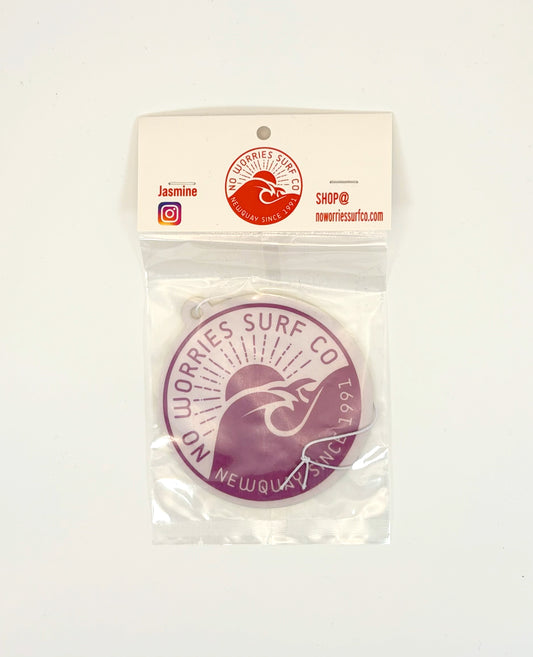 NO WORRIES SURF CO
NEWQUAY SINCE 1991
Jasmine
SHOP@
noworriessurfco.com
NO WORRIES SURF CO
NEWQUAY SINCE 1991